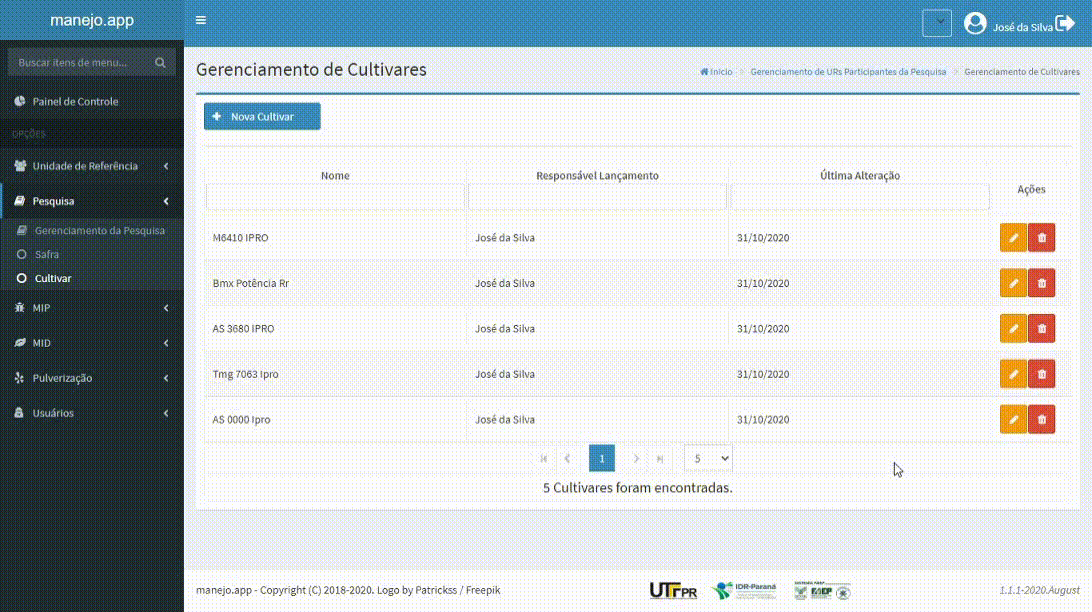 manejo.app
José da Silva
Buscar itens de menu...
Painel de Controle
OPÇÕES
Unidade de Referência
Pesquisa
Gerenciamento da Pesquisa
Safra
Cultivar
MIP
MID
Pulverização
Usuários
Gerenciamento de Cultivares
Início > Gerenciamento de URs Participantes da Pesquisa > Gerenciamento de Cultivares
Nova Cultivar
Nome Responsável Lançamento Última Alteração Ações
M6410 IPRO José da Silva 31/10/2020
Bmx Potência Rr José da Silva 31/10/2020
AS 3680 IPRO José da Silva 31/10/2020
Tmg 7063 Ipro José da Silva 31/10/2020
AS 0000 Ipro José da Silva 31/10/2020
1 5
5 Cultivares foram encontradas.
manejo.app - Copyright (C) 2018-2020. Logo by Patrickss / Freepik
UTFPR
IDR-Paraná
FAEP
1.1.1-2020.August